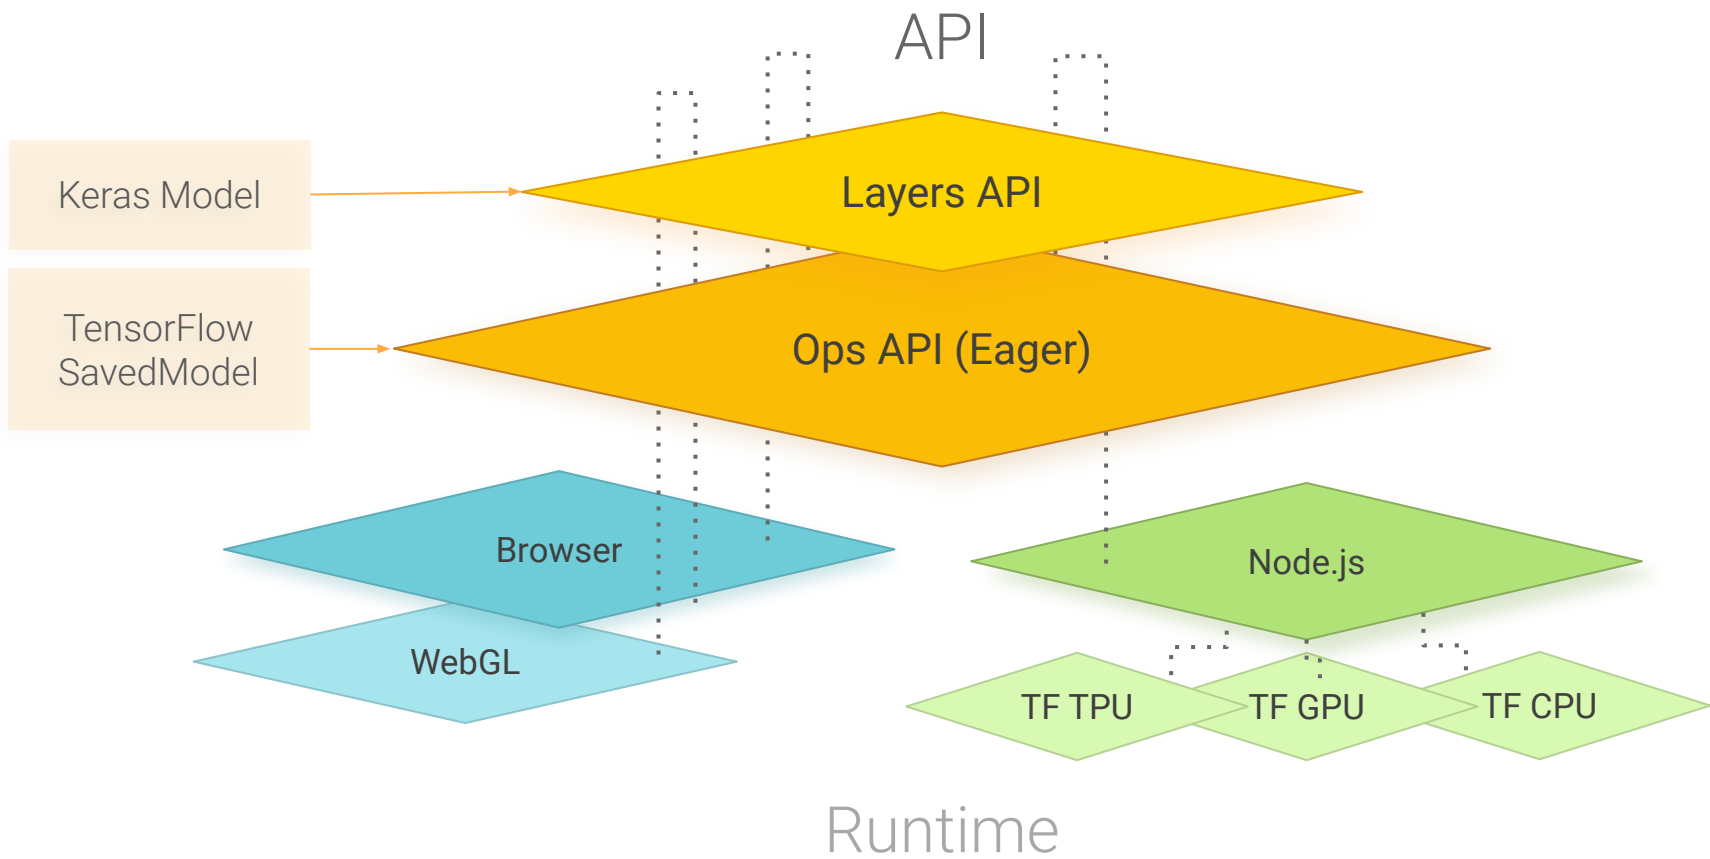 API
Keras Model
Layers API
TensorFlow
SavedModel
Ops API (Eager)
Browser
Node.js
WebGL
TF TPU
TF GPU
TF CPU
Runtime